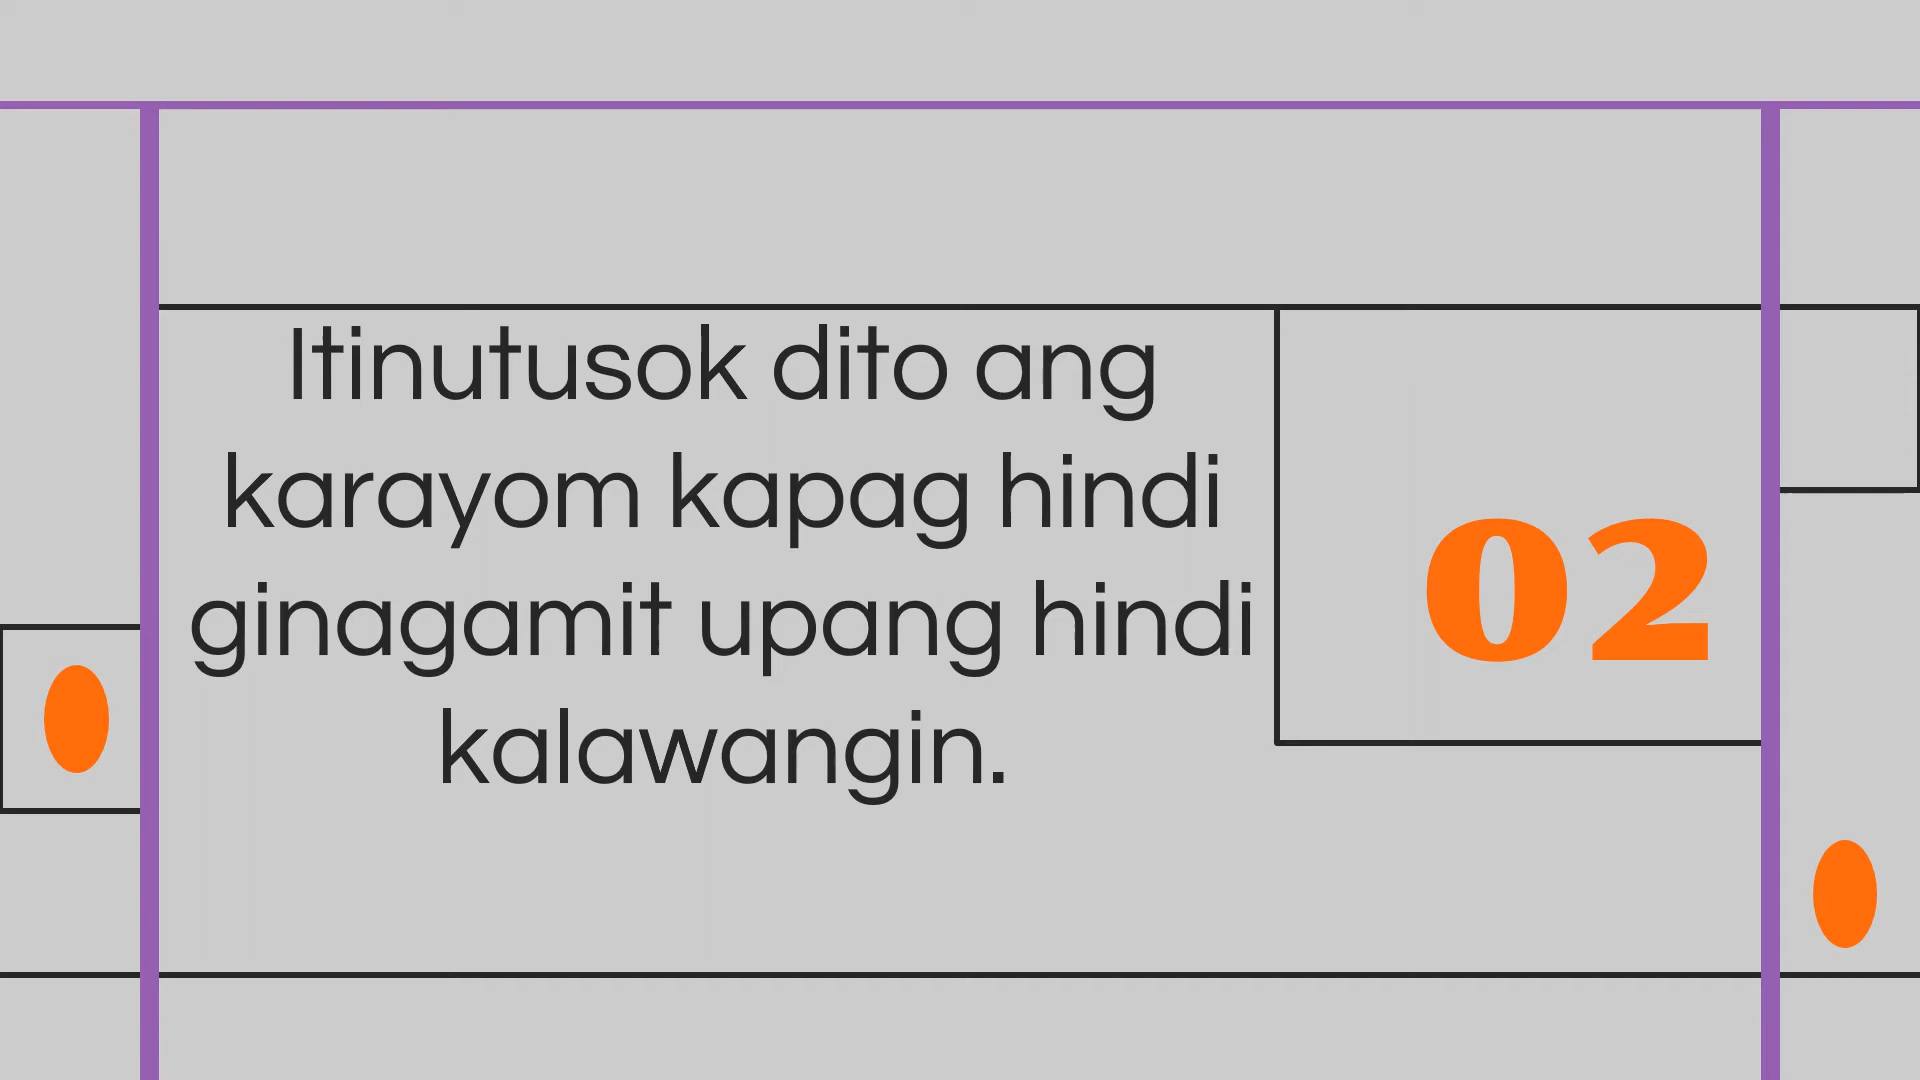 Itinutusok dito ang
karayom kapag hindi
ginagamit upang hindi
kalawangin.
02